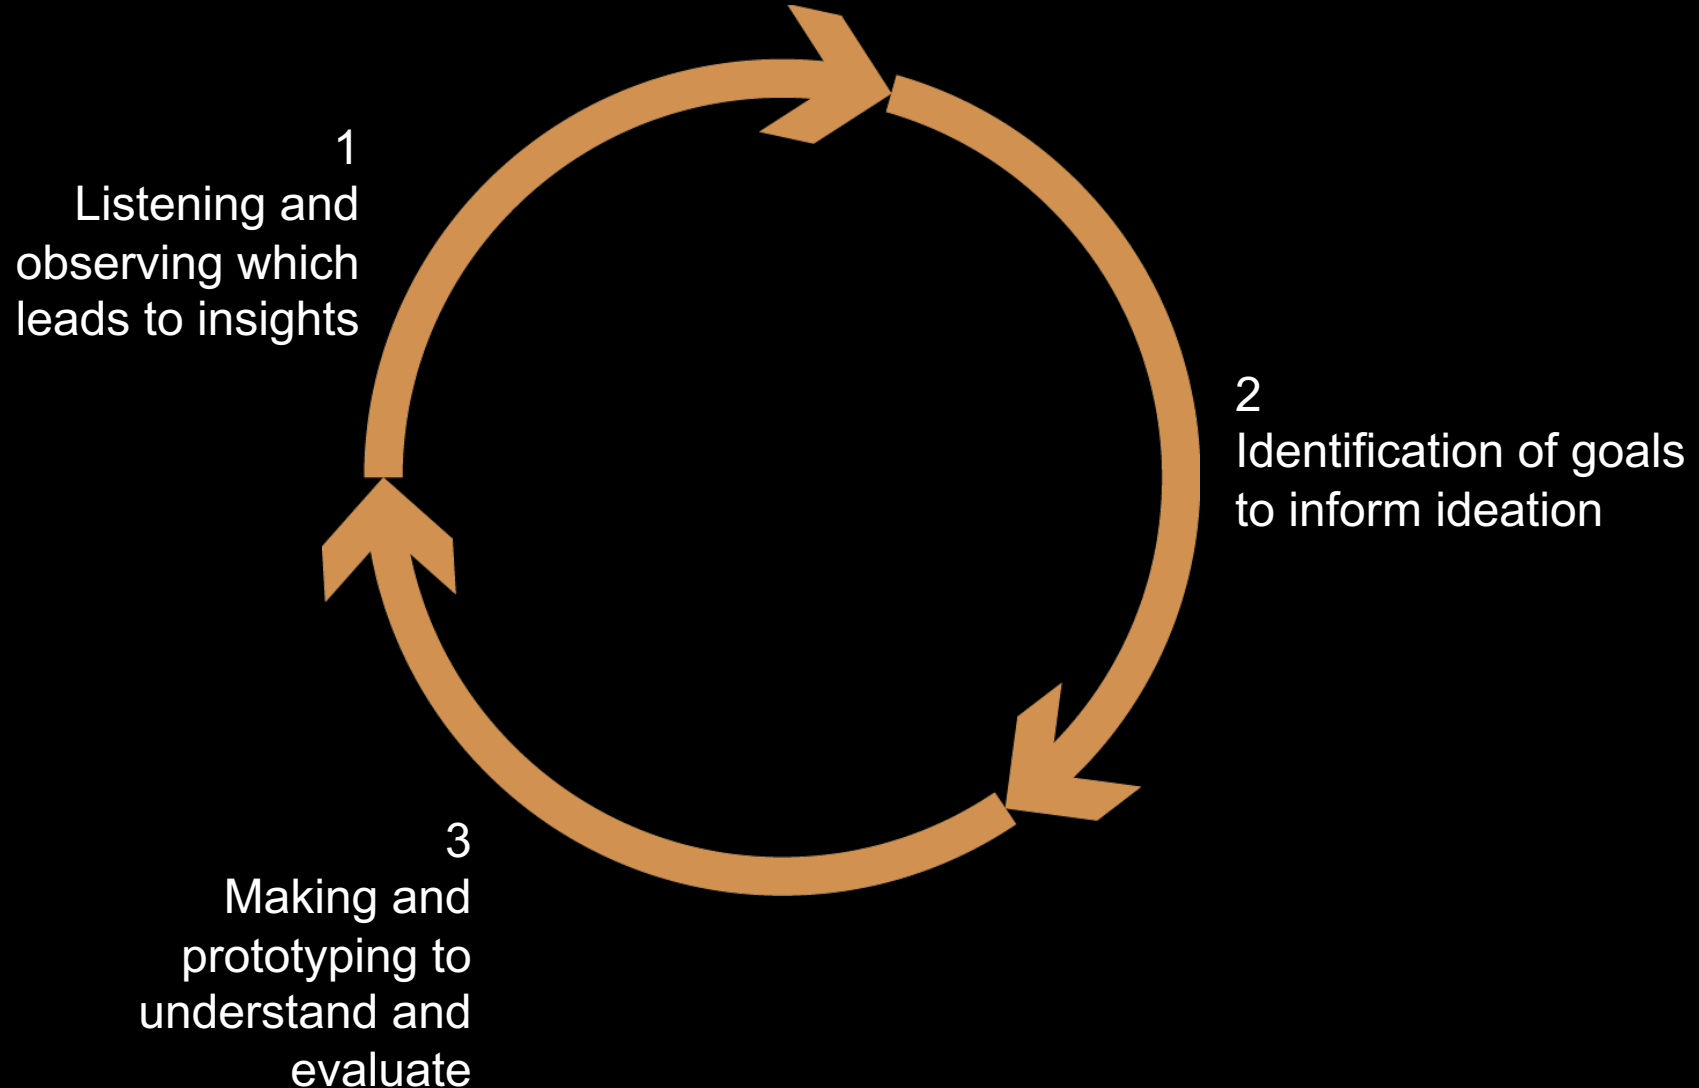 1
Listening and
observing which
leads to insights
2
Identification of goals
to inform ideation
3
Making and
prototyping to
understand and
evaluate